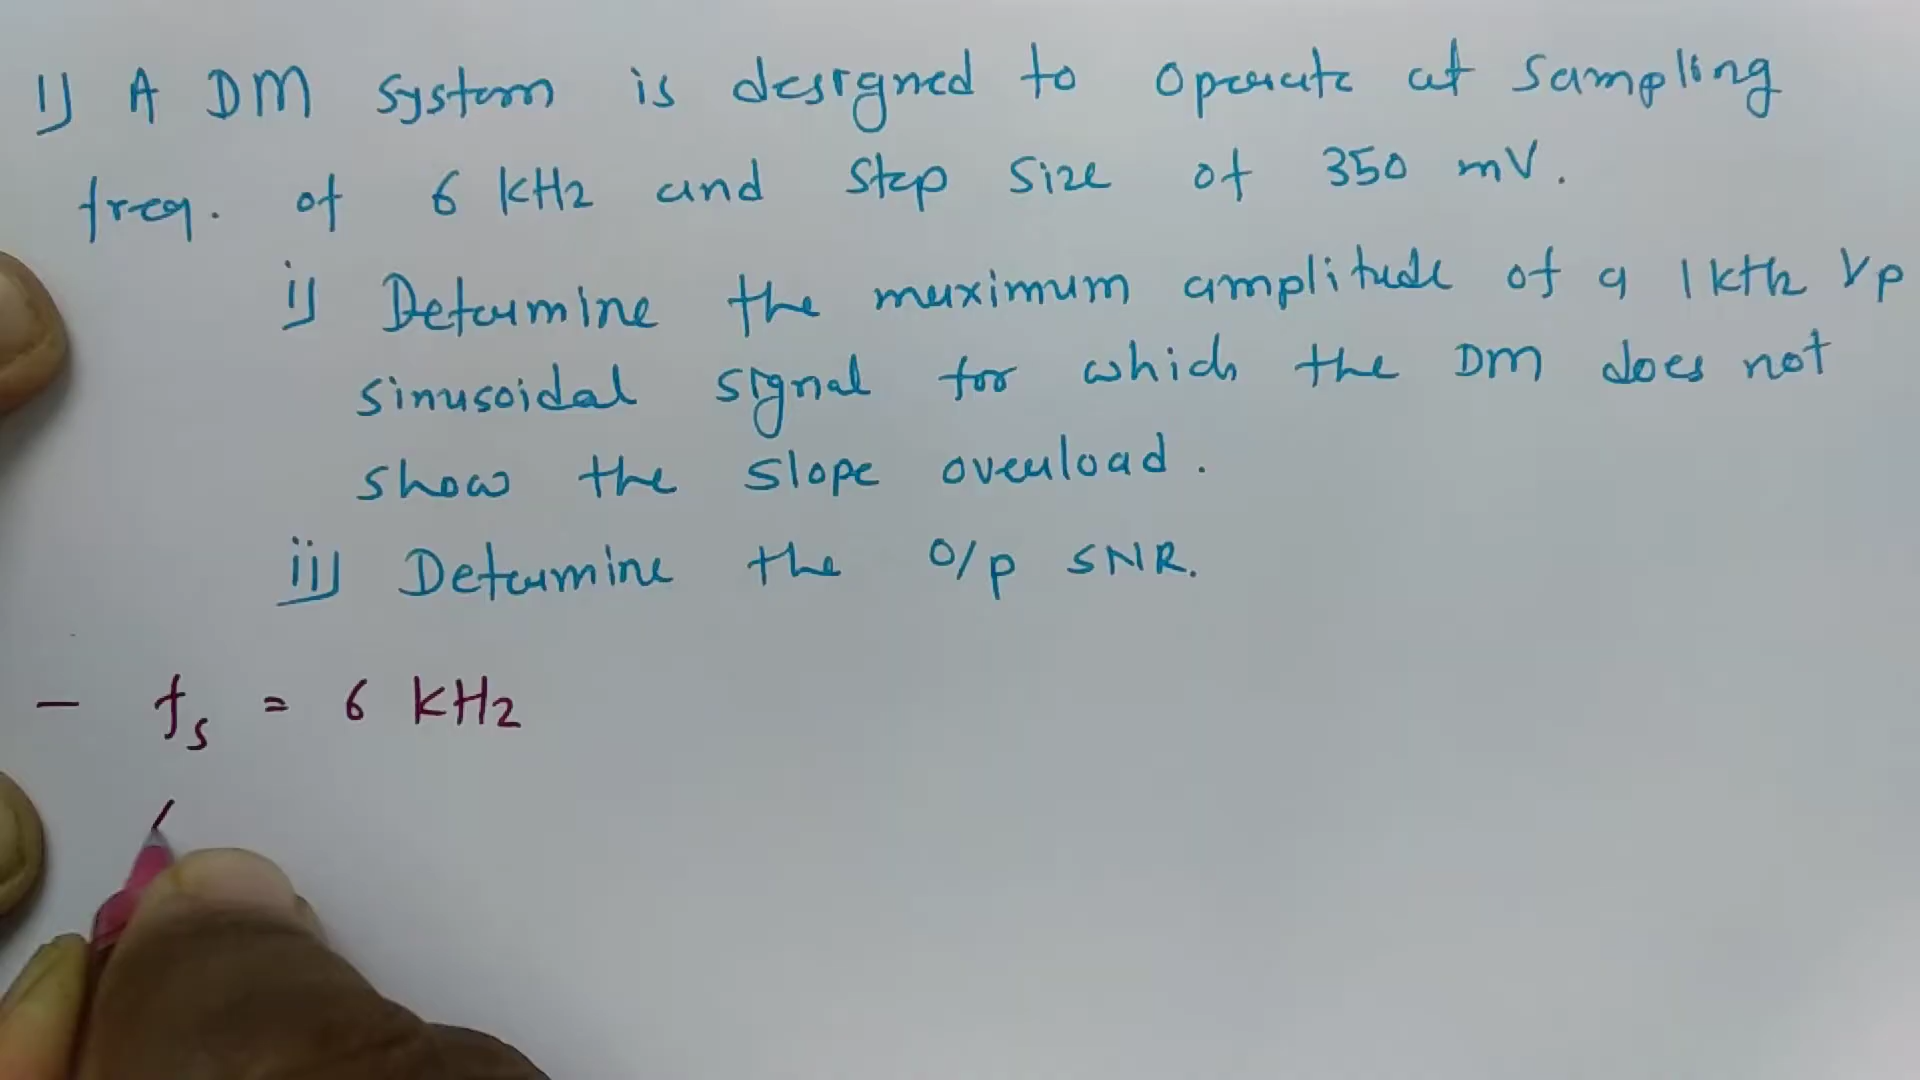 1) A DM system is designed to operate at sampling
freq. of 6 KHz and step size of 350 mV.
i) Determine the maximum amplitude of a 1 kHz I/p
sinusoidal signal for which the DM does not
show the slope overload.
ii) Determine the O/p SNR.
- fs = 6 KHz